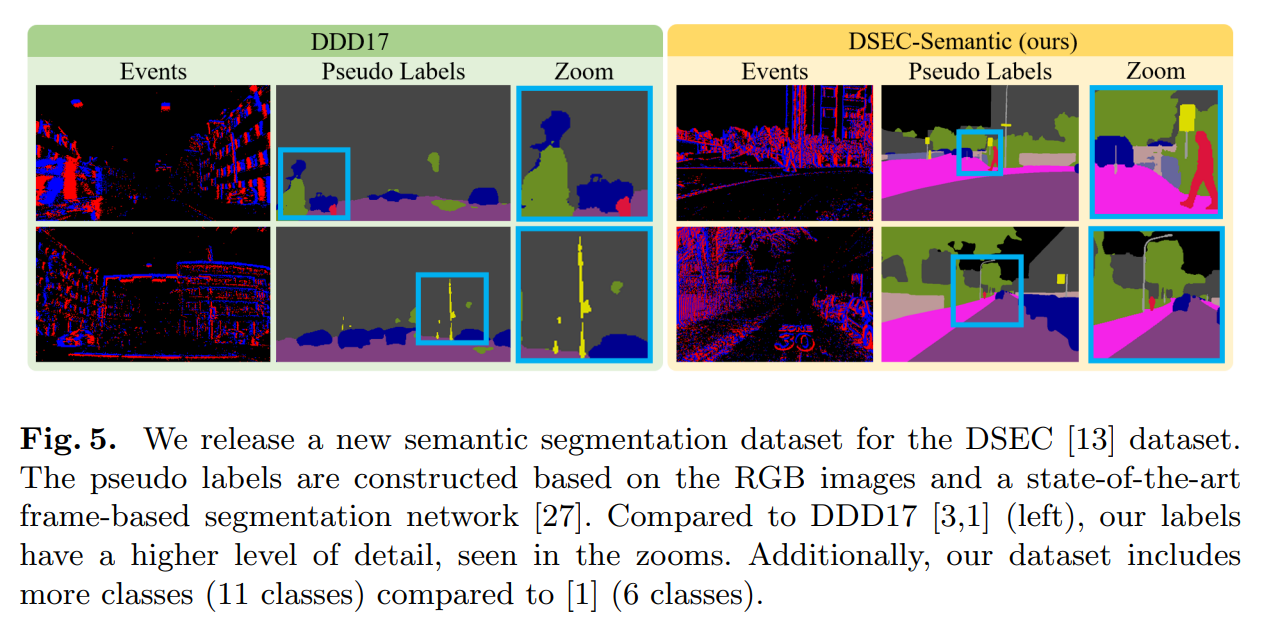 DDD17
DSEC-Semantic (ours)
Events
Pseudo Labels
Zoom
Events
Pseudo Labels
Zoom
30
Fig. 5. We release a new semantic segmentation dataset for the DSEC [13] dataset.
The pseudo labels are constructed based on the RGB images and a state-of-the-art
frame-based segmentation network [27]. Compared to DDD17 [3,1] (left), our labels
have a higher level of detail, seen in the zooms. Additionally, our dataset includes
more classes (11 classes) compared to [1] (6 classes).